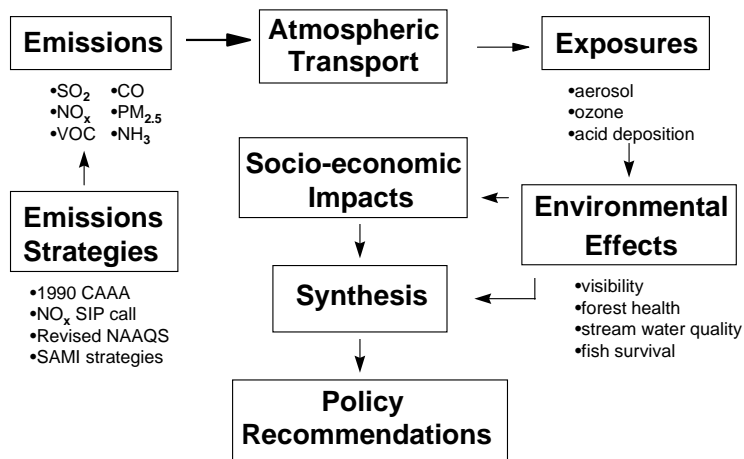 Emissions
•SO₂ •CO
•NOₓ •PM₂.₅
•VOC •NH₃
Atmospheric
Transport
Exposures
•aerosol
•ozone
•acid deposition
Emissions
Strategies
•1990 CAAA
•NOₓ SIP call
•Revised NAAQS
•SAMI strategies
Socio-economic
Impacts
Environmental
Effects
•visibility
•forest health
•stream water quality
•fish survival
Synthesis
Policy
Recommendations